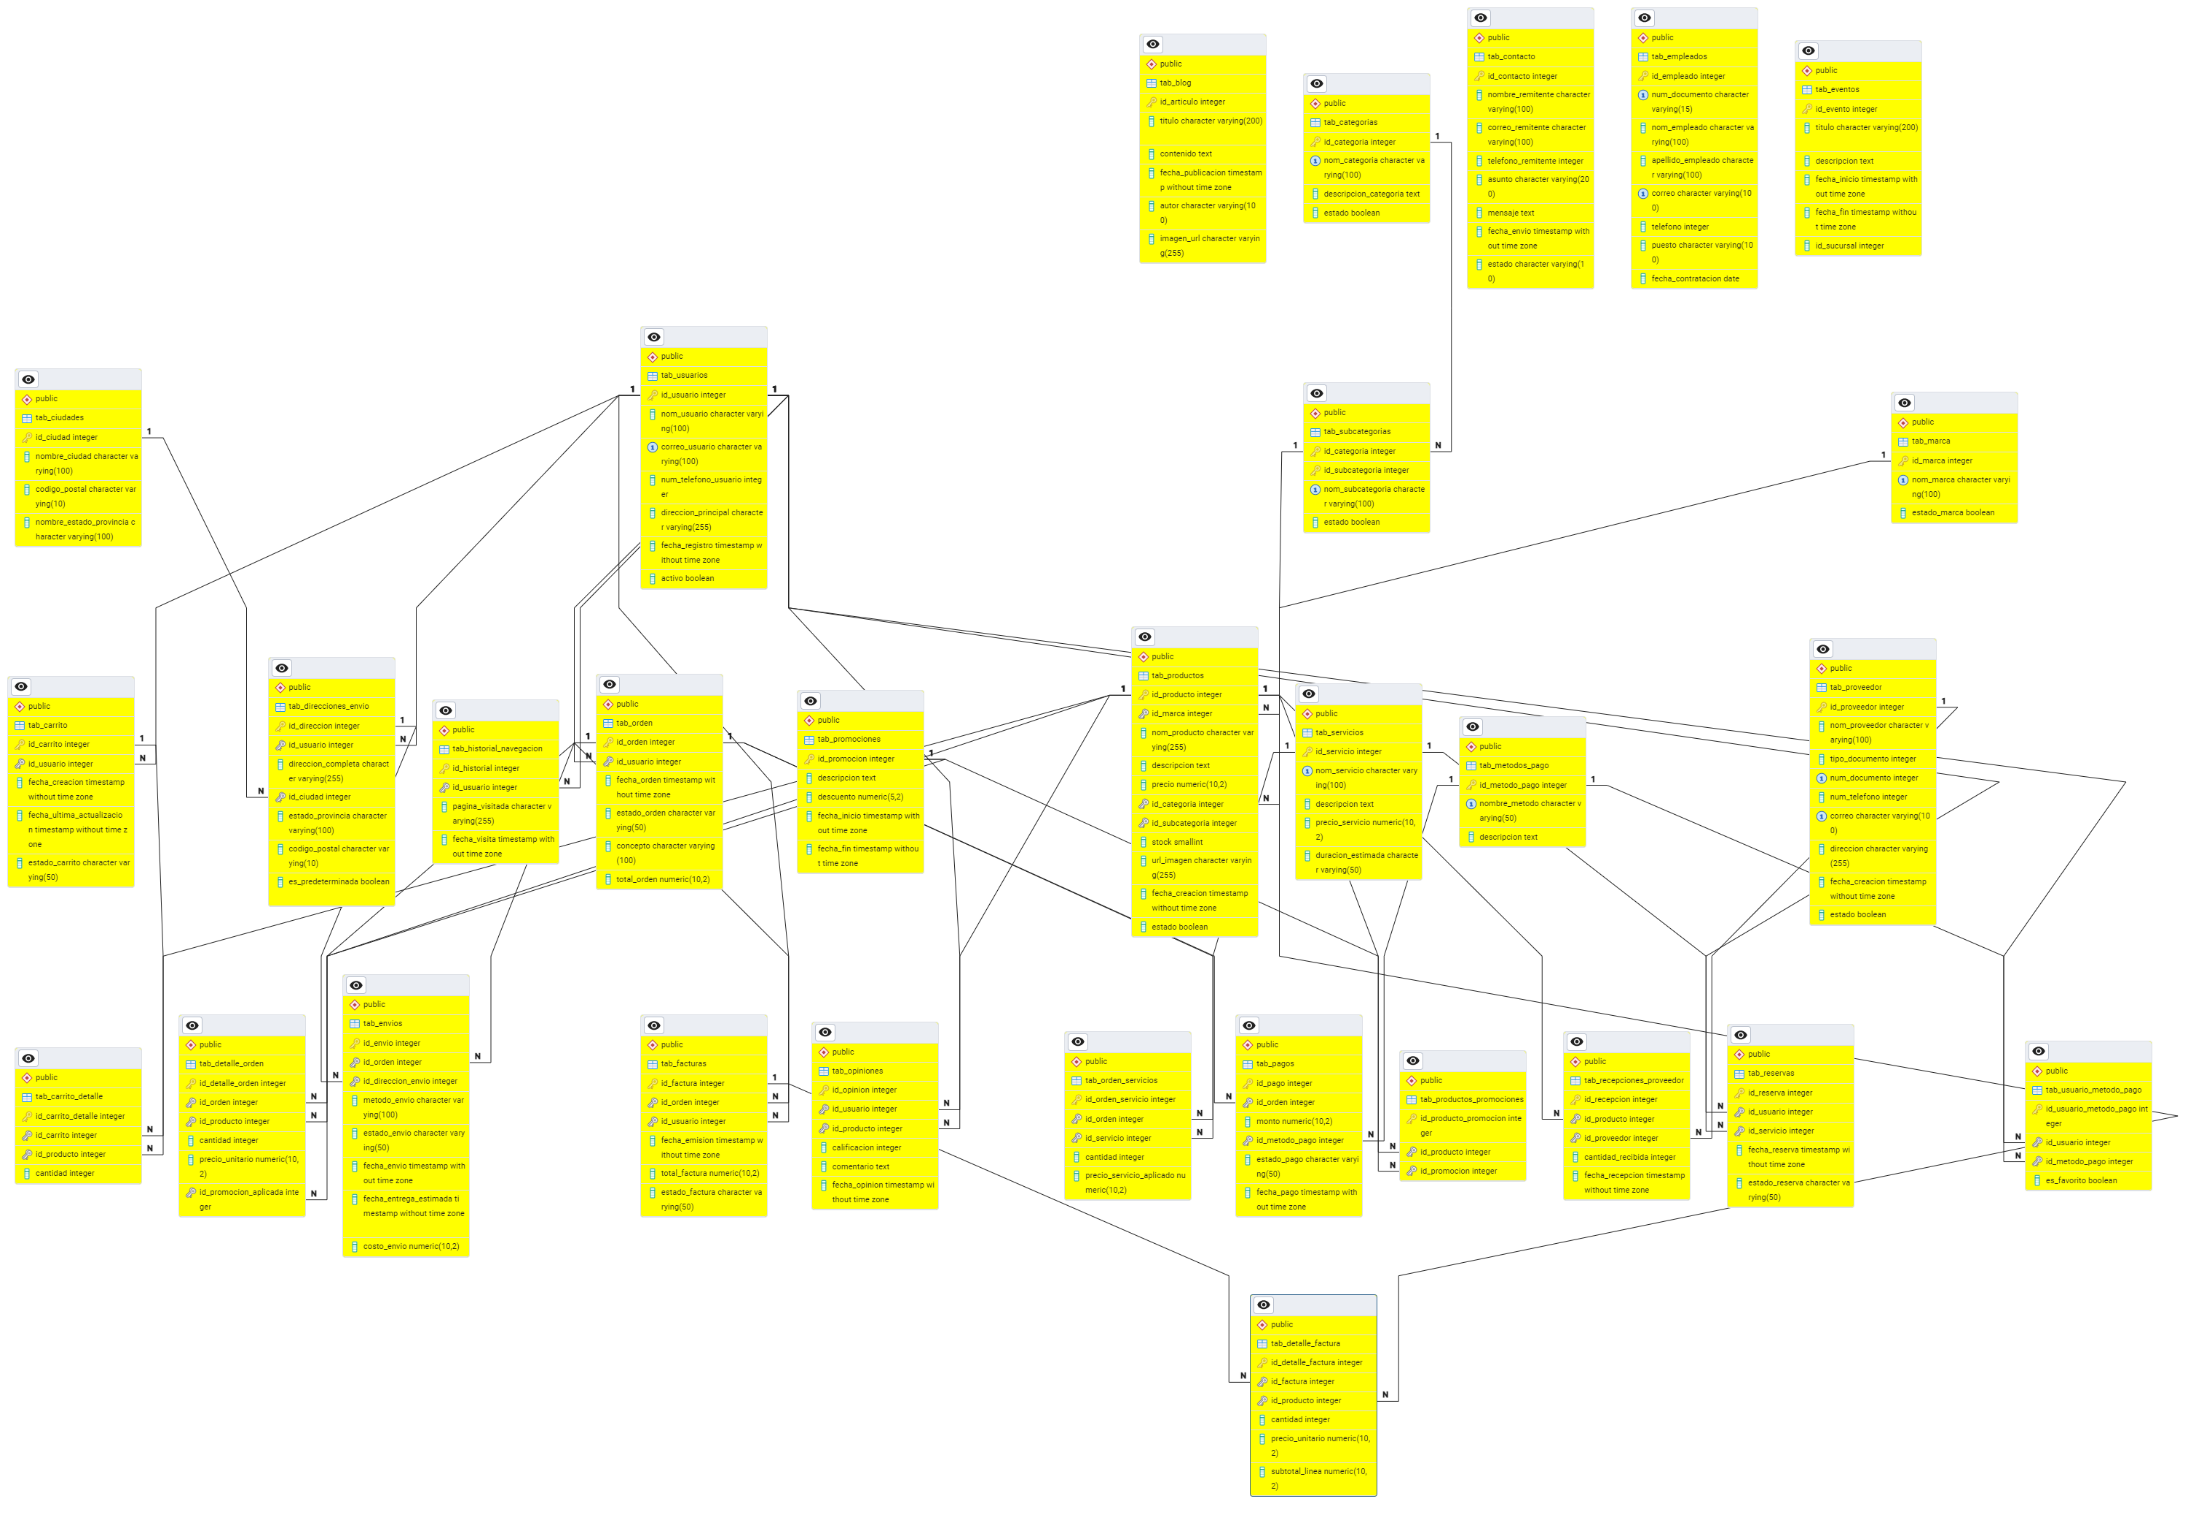 public
tab_blog
id_articulo integer
titulo character varying(200)
contenido text
fecha_publicacion timestam
p without time zone
autor character varying(10
0)
imagen_url character varyin
g(255)
public
tab_categorias
id_categoria integer
nom_categoria character va
rying(100)
descripcion_categoria text
estado boolean
1
public
tab_contacto
id_contacto integer
nombre_remitente character
varying(100)
correo_remitente character
varying(100)
telefono_remitente integer
asunto character varying(20
0)
mensaje text
fecha_envio timestamp with
out time zone
estado character varying(1
0)
public
tab_empleados
id_empleado integer
num_documento character
varying(15)
nom_empleado character va
rying(100)
apellido_empleado characte
r varying(100)
correo character varying(10
0)
telefono integer
puesto character varying(10
0)
fecha_contratacion date
public
tab_eventos
id_evento integer
titulo character varying(200)
descripcion text
fecha_inicio timestamp with
out time zone
fecha_fin timestamp withou
t time zone
id_sucursal integer
public
tab_ciudades
id_ciudad integer
nombre_ciudad character va
rying(100)
codigo_postal character var
ying(10)
nombre_estado_provincia c
haracter varying(100)
1
1
public
tab_usuarios
id_usuario integer
nom_usuario character varyi
ng(100)
correo_usuario character va
rying(100)
num_telefono_usuario integ
er
direccion_principal characte
r varying(255)
fecha_registro timestamp w
ithout time zone
activo boolean
1
1
public
tab_subcategorias
id_categoria integer
id_subcategoria integer
nom_subcategoria characte
r varying(100)
estado boolean
N
1
public
tab_marca
id_marca integer
nom_marca character varyi
ng(100)
estado_marca boolean
public
tab_carrito
id_carrito integer
id_usuario integer
fecha_creacion timestamp
without time zone
fecha_ultima_actualizacio
n timestamp without time z
one
estado_carrito character var
ying(50)
1
N
N
public
tab_direcciones_envio
id_direccion integer
id_usuario integer
direccion_completa charact
er varying(255)
id_ciudad integer
estado_provincia character
varying(100)
codigo_postal character var
ying(10)
es_predeterminada boolean
1
N
public
tab_historial_navegacion
id_historial integer
id_usuario integer
pagina_visitada character v
arying(255)
fecha_visita timestamp with
out time zone
N
1
N
public
tab_orden
id_orden integer
id_usuario integer
fecha_orden timestamp wit
hout time zone
estado_orden character var
ying(50)
concepto character varying
(100)
total_orden numeric(10,2)
1
public
tab_promociones
id_promocion integer
descripcion text
descuento numeric(5,2)
fecha_inicio timestamp with
out time zone
fecha_fin timestamp withou
t time zone
1
1
public
tab_productos
id_producto integer
id_marca integer
nom_producto character var
ying(255)
descripcion text
precio numeric(10,2)
id_categoria integer
id_subcategoria integer
stock smallint
url_imagen character varyin
g(255)
fecha_creacion timestamp
without time zone
estado boolean
1
N
N
1
public
tab_servicios
id_servicio integer
nom_servicio character vary
ing(100)
descripcion text
precio_servicio numeric(10,
2)
duracion_estimada characte
r varying(50)
1
1
public
tab_metodos_pago
id_metodo_pago integer
nombre_metodo character v
arying(50)
descripcion text
1
public
tab_proveedor
id_proveedor integer
nom_proveedor character v
arying(100)
tipo_documento integer
num_documento integer
num_telefono integer
correo character varying(10
0)
direccion character varying
(255)
fecha_creacion timestamp
without time zone
estado boolean
1
public
tab_carrito_detalle
id_carrito_detalle integer
id_carrito integer
id_producto integer
cantidad integer
N
N
public
tab_detalle_orden
id_detalle_orden integer
id_orden integer
id_producto integer
cantidad integer
precio_unitario numeric(10,
2)
id_promocion_aplicada inte
ger
N
N
N
N
public
tab_envios
id_envio integer
id_orden integer
id_direccion_envio integer
metodo_envio character var
ying(100)
estado_envio character vary
ing(50)
fecha_envio timestamp with
out time zone
fecha_entrega_estimada ti
mestamp without time zone
costo_envio numeric(10,2)
N
public
tab_facturas
id_factura integer
id_orden integer
id_usuario integer
fecha_emision timestamp w
ithout time zone
total_factura numeric(10,2)
estado_factura character va
rying(50)
1
N
N
public
tab_opiniones
id_opinion integer
id_usuario integer
id_producto integer
calificacion integer
comentario text
fecha_opinion timestamp wi
thout time zone
N
N
public
tab_orden_servicios
id_orden_servicio integer
id_orden integer
id_servicio integer
cantidad integer
precio_servicio_aplicado nu
meric(10,2)
N
N
N
public
tab_pagos
id_pago integer
id_orden integer
monto numeric(10,2)
id_metodo_pago integer
estado_pago character varyi
ng(50)
fecha_pago timestamp with
out time zone
N
N
N
public
tab_productos_promociones
id_producto_promocion inte
ger
id_producto integer
id_promocion integer
N
public
tab_recepciones_proveedor
id_recepcion integer
id_producto integer
id_proveedor integer
cantidad_recibida integer
fecha_recepcion timestamp
without time zone
N
N
N
public
tab_reservas
id_reserva integer
id_usuario integer
id_servicio integer
fecha_reserva timestamp wi
thout time zone
estado_reserva character va
rying(50)
N
N
public
tab_usuario_metodo_pago
id_usuario_metodo_pago int
eger
id_usuario integer
id_metodo_pago integer
es_favorito boolean
N
public
tab_detalle_factura
id_detalle_factura integer
id_factura integer
id_producto integer
cantidad integer
precio_unitario numeric(10,
2)
subtotal_linea numeric(10,
2)
N